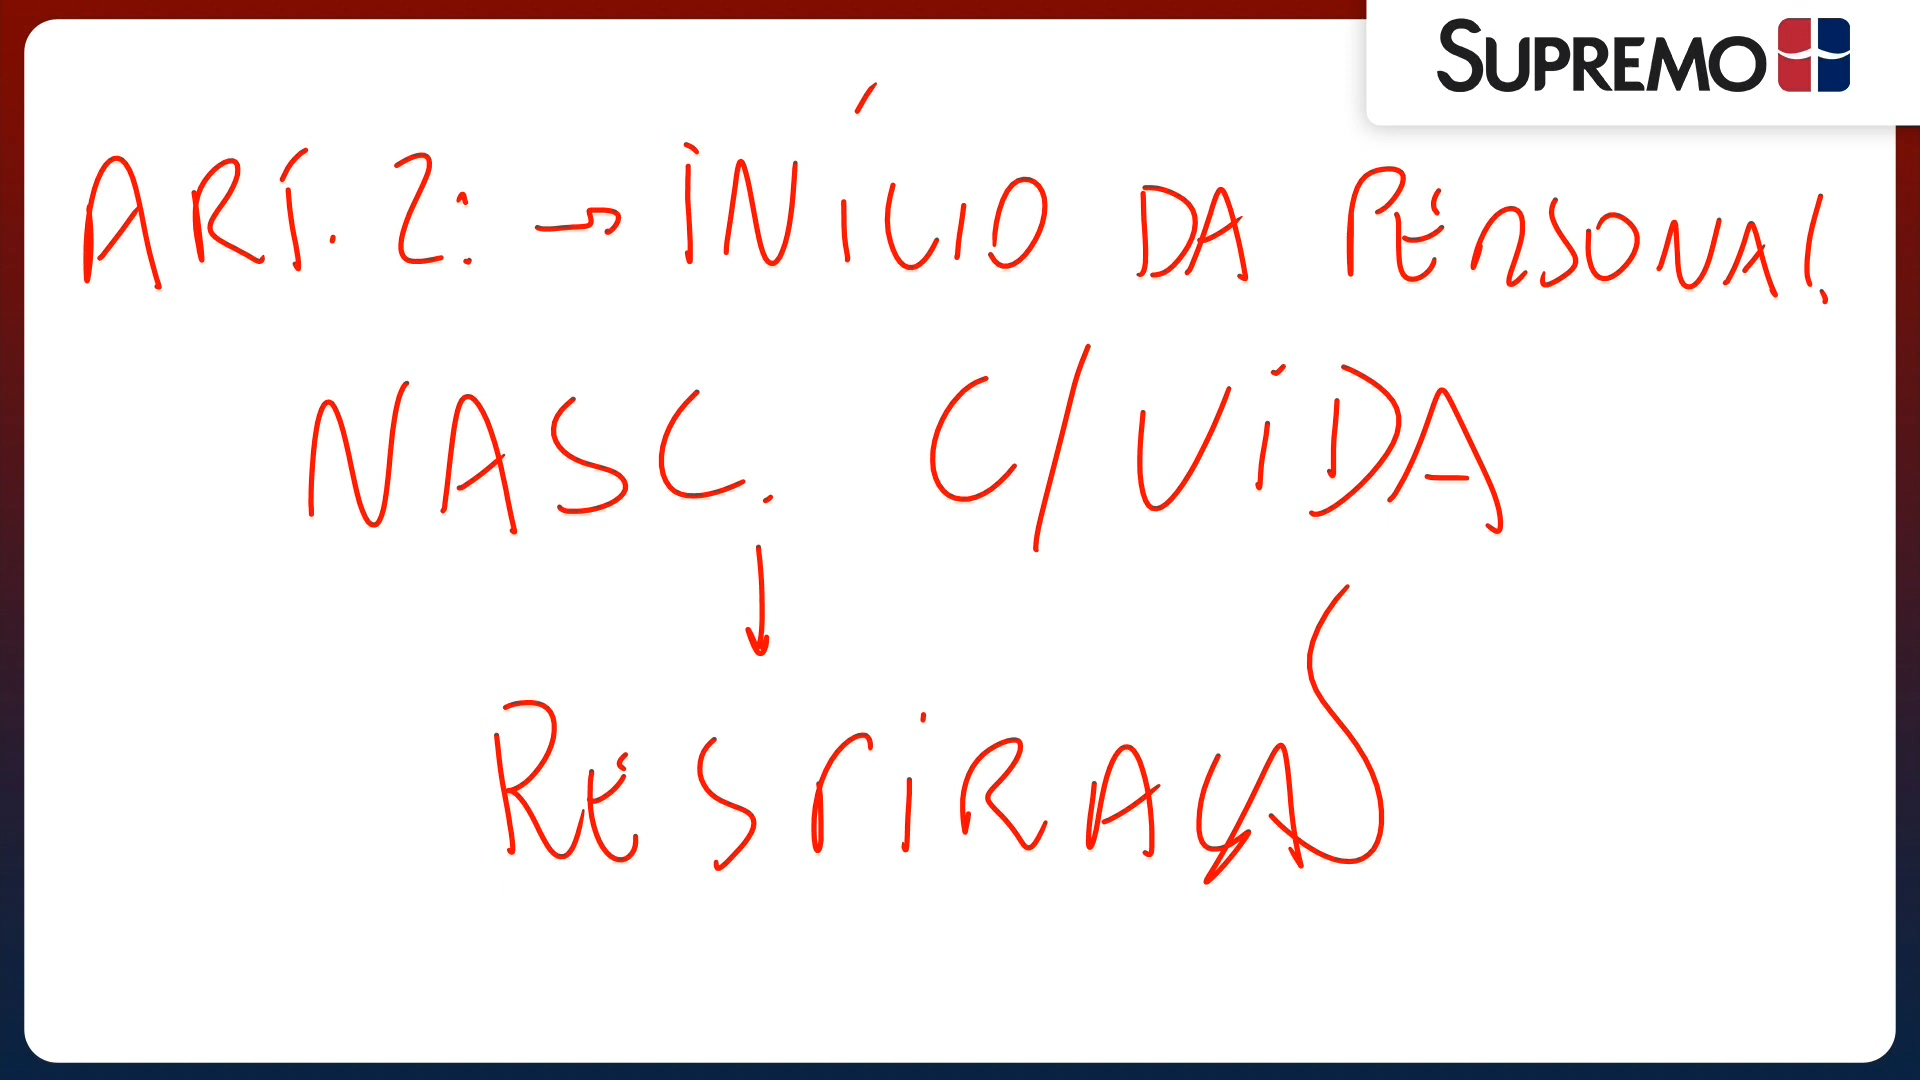 SUPREMO
ART. 2: → INÍCIO DA PERSONAL.
NASC. C/VIDA
↓
RESPIRAÇÃO